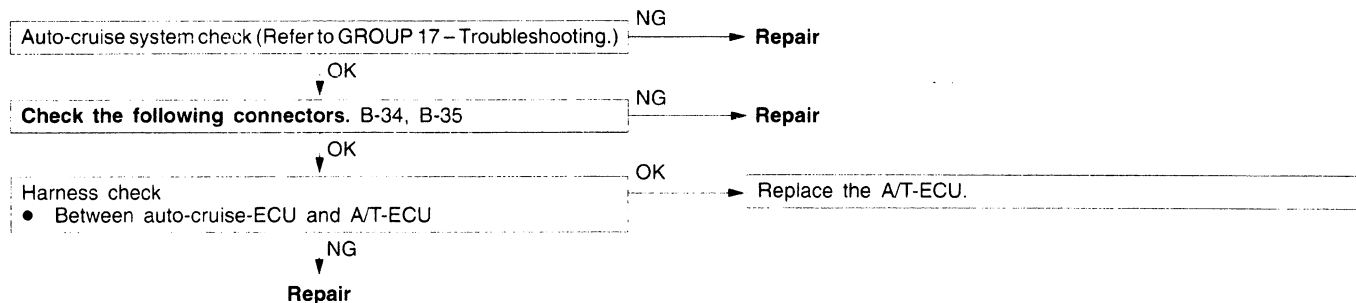 NG
Auto-cruise system check (Refer to GROUP 17 – Troubleshooting.)
Repair
OK
NG
Check the following connectors. B-34, B-35
Repair
OK
OK
Harness check
Replace the A/T-ECU.
● Between auto-cruise-ECU and A/T-ECU
NG
Repair